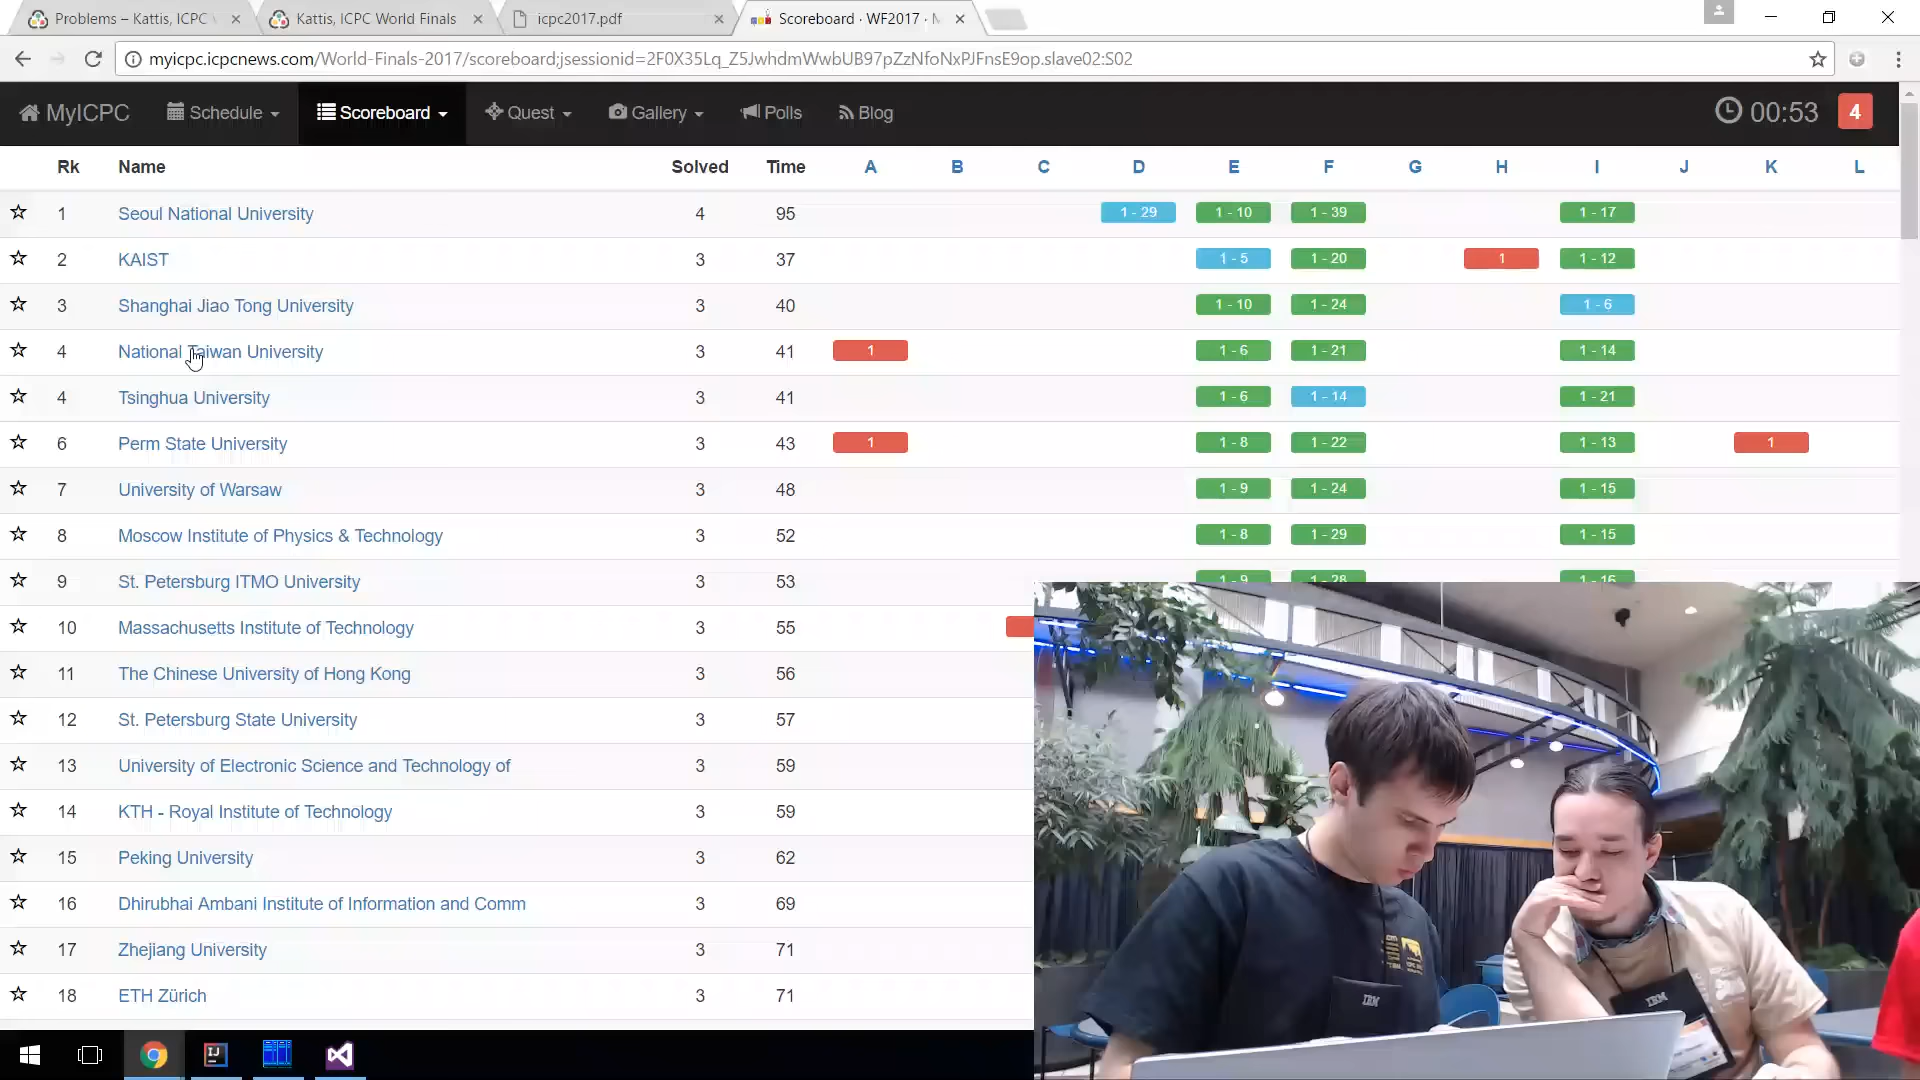 Problems – Kattis, ICPC
Kattis, ICPC World Finals
icpc2017.pdf
Scoreboard · WF2017 ·
myicpc.icpcnews.com/World-Finals-2017/scoreboard;jsessionid=2F0X35Lq_Z5JwhdmWwbUB97pZzNfoNxPJFnsE9op.slave02:S02
MyICPC Schedule Scoreboard Quest Gallery Polls Blog 00:53 4
Rk Name Solved Time A B C D E F G H I J K L
1 Seoul National University 4 95 1 - 29 1 - 10 1 - 39 1 - 17
2 KAIST 3 37 1 - 5 1 - 20 1 1 - 12
3 Shanghai Jiao Tong University 3 40 1 - 10 1 - 24 1 - 6
4 National Taiwan University 3 41 1 1 - 6 1 - 21 1 - 14
4 Tsinghua University 3 41 1 - 6 1 - 14 1 - 21
6 Perm State University 3 43 1 1 - 8 1 - 22 1 - 13 1
7 University of Warsaw 3 48 1 - 9 1 - 24 1 - 15
8 Moscow Institute of Physics & Technology 3 52 1 - 8 1 - 29 1 - 15
9 St. Petersburg ITMO University 3 53 1 - 9 1 - 28 1 - 16
10 Massachusetts Institute of Technology 3 55
11 The Chinese University of Hong Kong 3 56
12 St. Petersburg State University 3 57
13 University of Electronic Science and Technology of 3 59
14 KTH - Royal Institute of Technology 3 59
15 Peking University 3 62
16 Dhirubhai Ambani Institute of Information and Comm 3 69
17 Zhejiang University 3 71
18 ETH Zürich 3 71
IBM
IBM
IJ